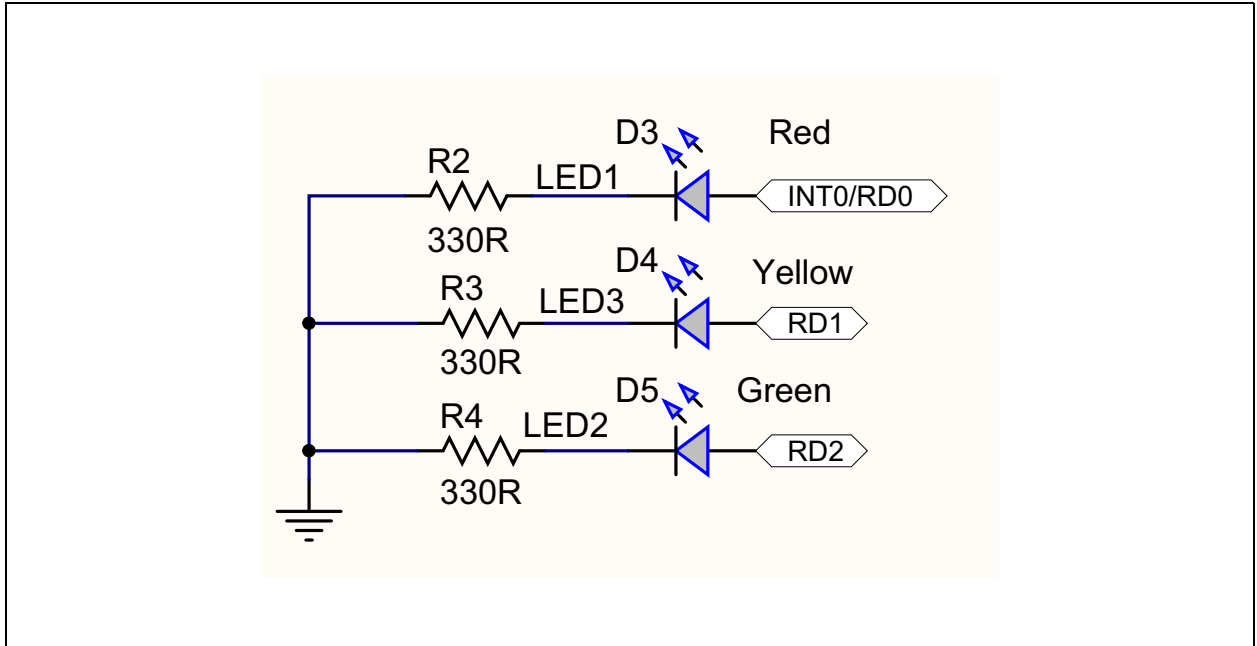 D3 Red
R2 LED1 INT0/RD0
330R
D4 Yellow
R3 LED3 RD1
330R
D5 Green
R4 LED2 RD2
330R